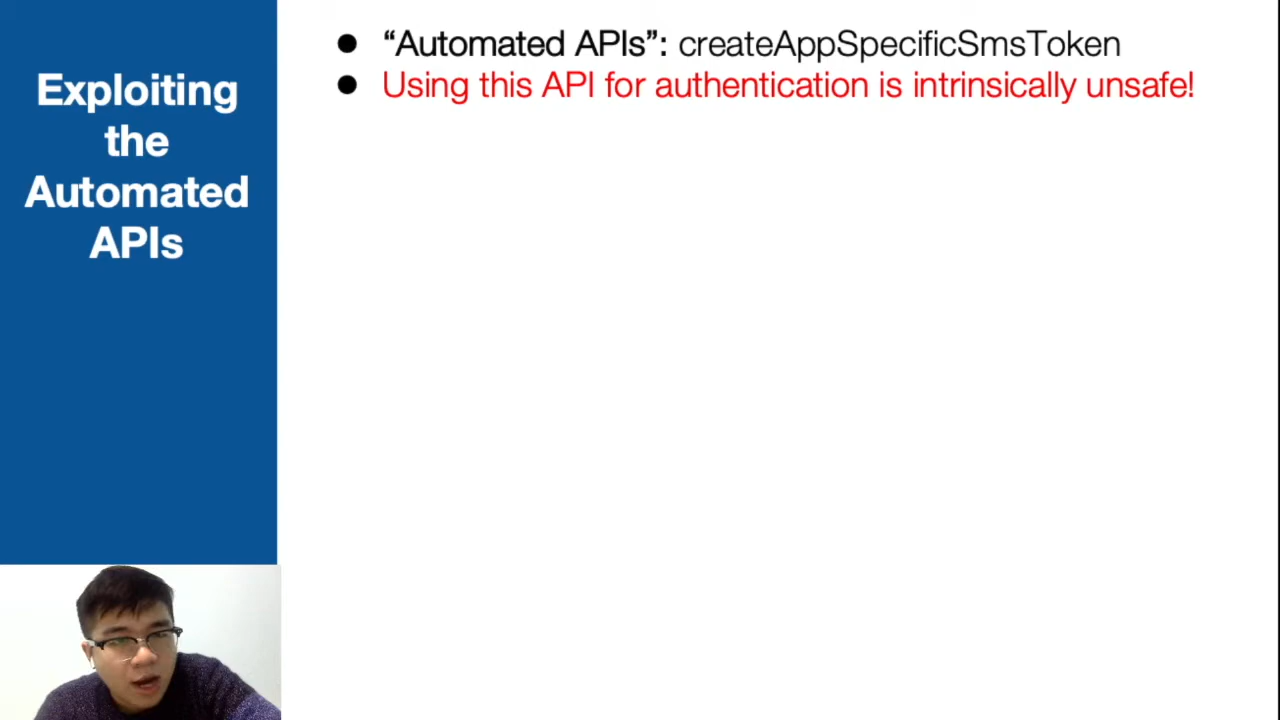 Exploiting
the
Automated
APIs
● “Automated APIs”: createAppSpecificSmsToken
● Using this API for authentication is intrinsically unsafe!